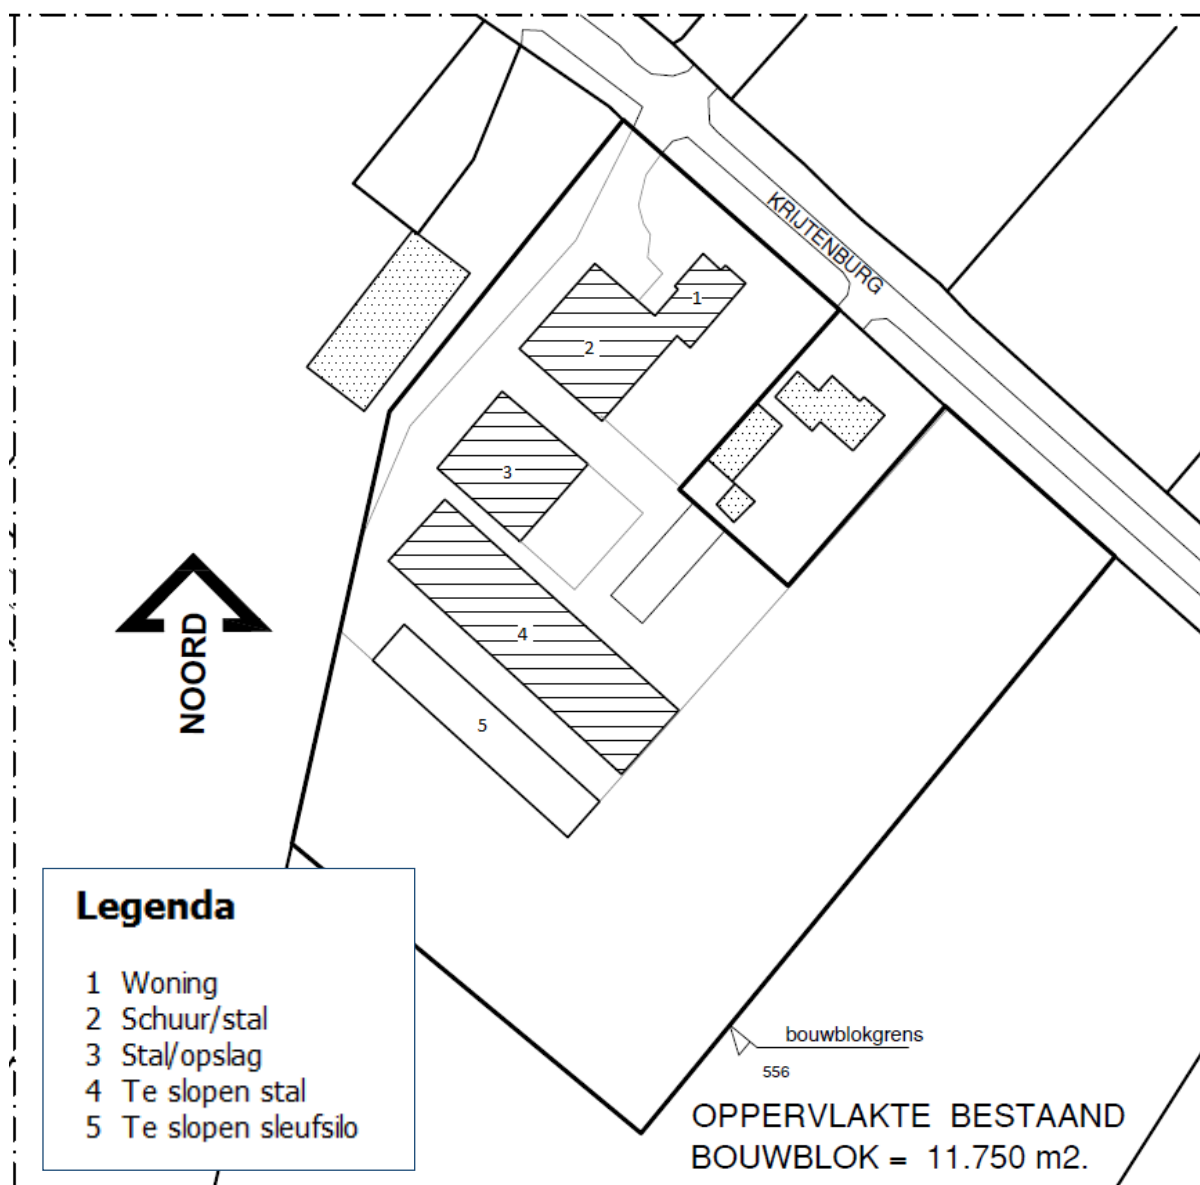 KRIJTENBURG
1
2
3
4
5
NOORD
Legenda
1 Woning
2 Schuur/stal
3 Stal/opslag
4 Te slopen stal
5 Te slopen sleufsilo
bouwblokgrens
556
OPPERVLAKTE BESTAAND
BOUWBLOK = 11.750 m2.